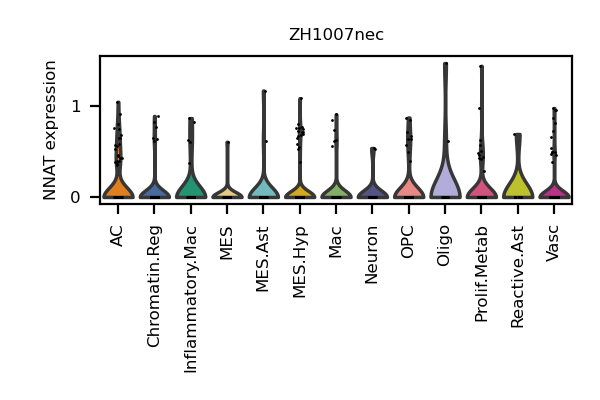 ZH1007nec
NNAT expression
1
0
AC
Chromatin.Reg
Inflammatory.Mac
MES
MES.Ast
MES.Hyp
Mac
Neuron
OPC
Oligo
Prolif.Metab
Reactive.Ast
Vasc